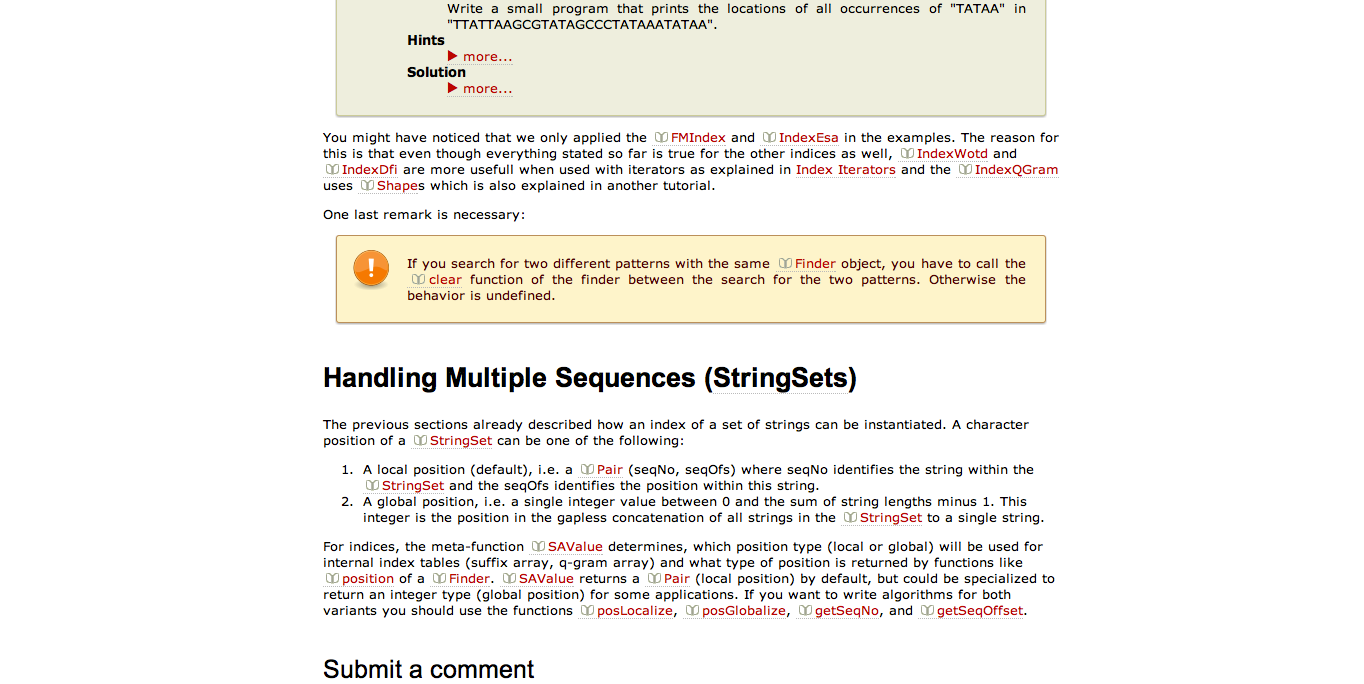 Write a small program that prints the locations of all occurrences of "TATAA" in
"TTATTAAGCGTATAGCCCTATAAATATAA".
Hints
more...
Solution
more...
You might have noticed that we only applied the FMIndex and IndexEsa in the examples. The reason for
this is that even though everything stated so far is true for the other indices as well, IndexWotd and
IndexDfi are more usefull when used with iterators as explained in Index Iterators and the IndexQGram
uses Shapes which is also explained in another tutorial.
One last remark is necessary:
If you search for two different patterns with the same Finder object, you have to call the
clear function of the finder between the search for the two patterns. Otherwise the
behavior is undefined.
Handling Multiple Sequences (StringSets)
The previous sections already described how an index of a set of strings can be instantiated. A character
position of a StringSet can be one of the following:
1. A local position (default), i.e. a Pair (seqNo, seqOfs) where seqNo identifies the string within the
StringSet and the seqOfs identifies the position within this string.
2. A global position, i.e. a single integer value between 0 and the sum of string lengths minus 1. This
integer is the position in the gapless concatenation of all strings in the StringSet to a single string.
For indices, the meta-function SAValue determines, which position type (local or global) will be used for
internal index tables (suffix array, q-gram array) and what type of position is returned by functions like
position of a Finder. SAValue returns a Pair (local position) by default, but could be specialized to
return an integer type (global position) for some applications. If you want to write algorithms for both
variants you should use the functions posLocalize, posGlobalize, getSeqNo, and getSeqOffset.
Submit a comment